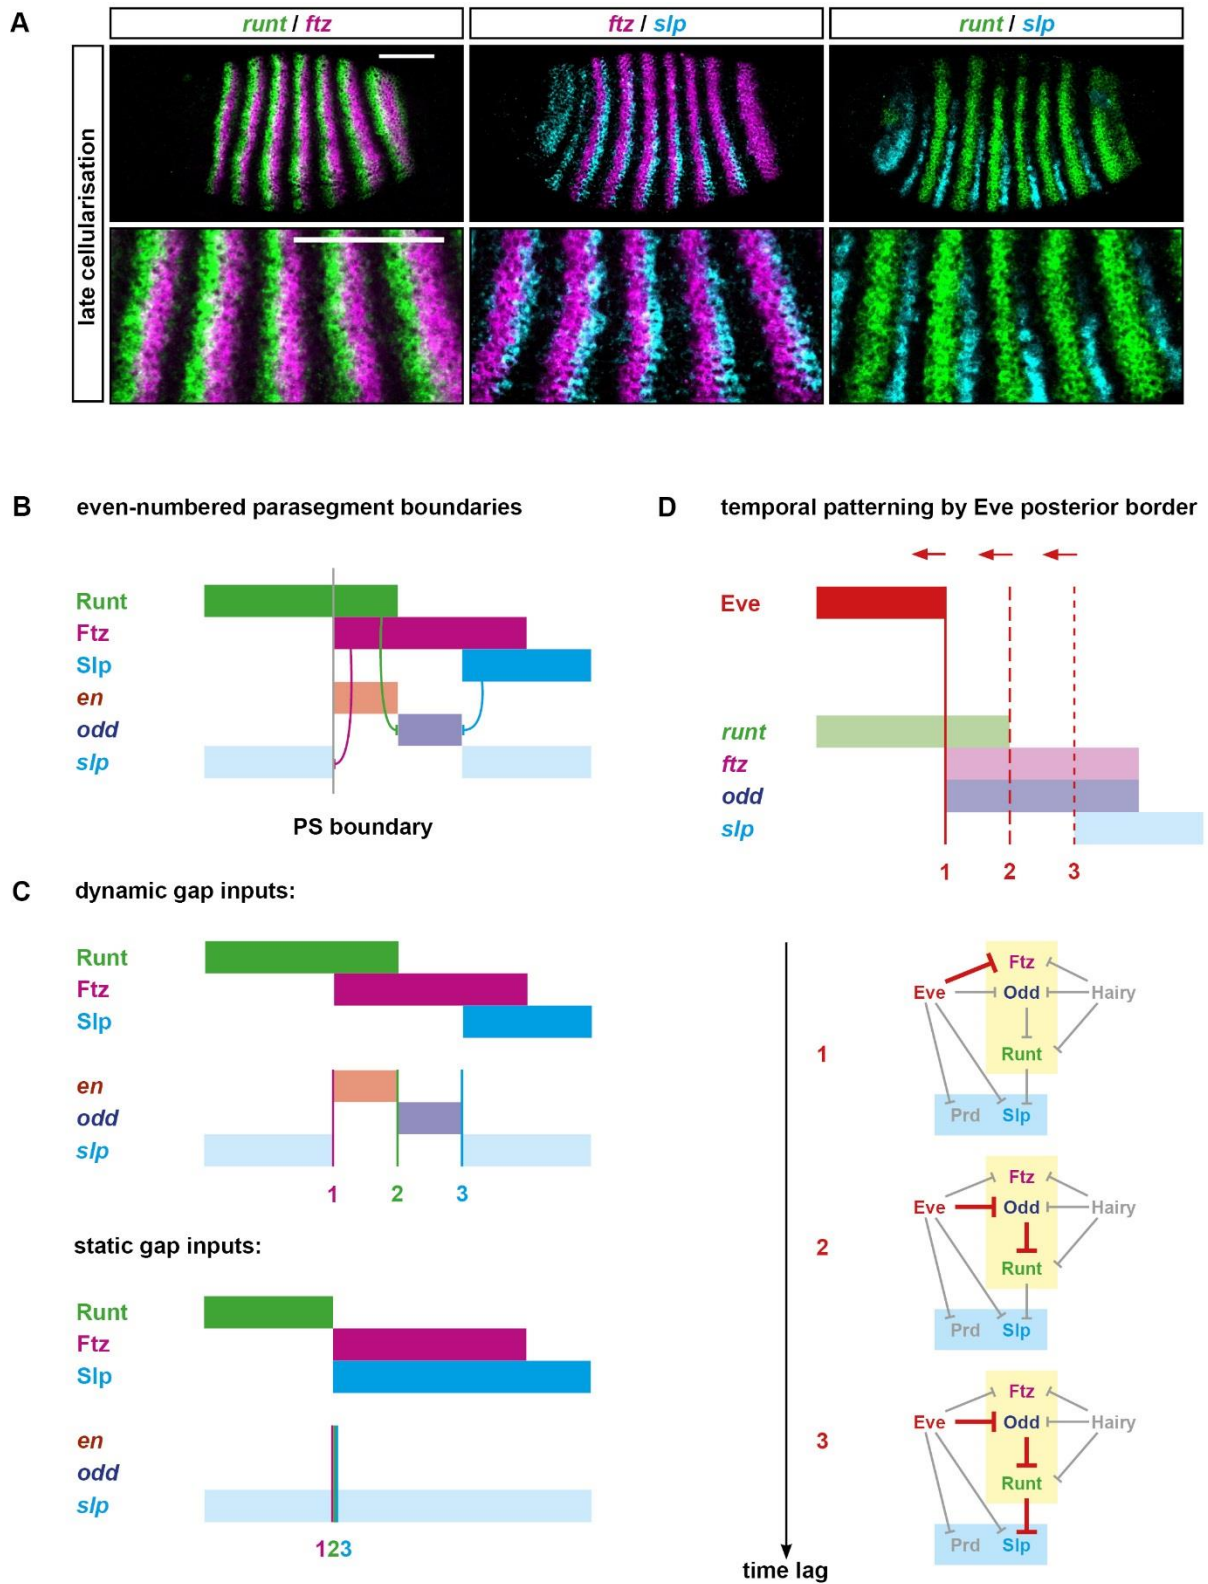 A
runt / ftz
ftz / slp
runt / slp
late cellularisation
B even-numbered parasegment boundaries
Runt
Ftz
Slp
en
odd
slp
PS boundary
C dynamic gap inputs:
Runt
Ftz
Slp
en
odd
slp
1 2 3
static gap inputs:
Runt
Ftz
Slp
en
odd
slp
123
D temporal patterning by Eve posterior border
Eve
runt
ftz
odd
slp
1 2 3
1
Ftz
Eve Odd Hairy
Runt
Prd Slp
2
Ftz
Eve Odd Hairy
Runt
Prd Slp
3
Ftz
Eve Odd Hairy
Runt
Prd Slp
time lag